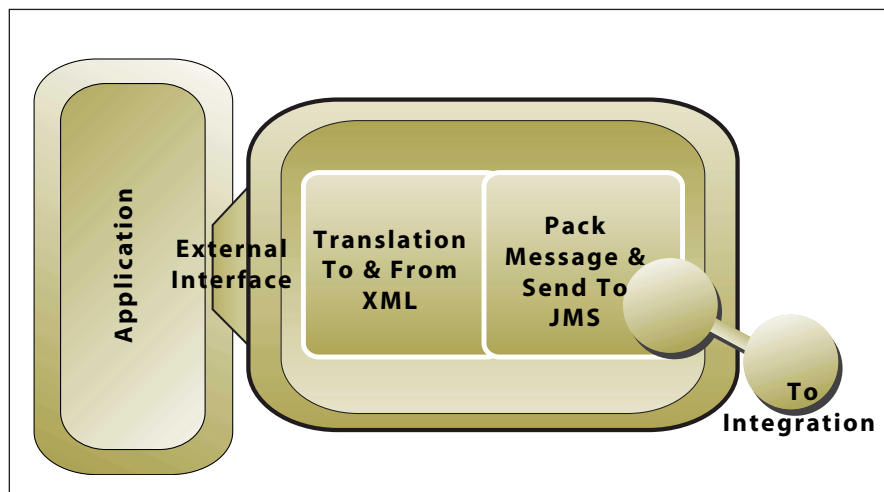 Application
External
Interface
Translation
To & From
XML
Pack
Message &
Send To
JMS
To
Integration